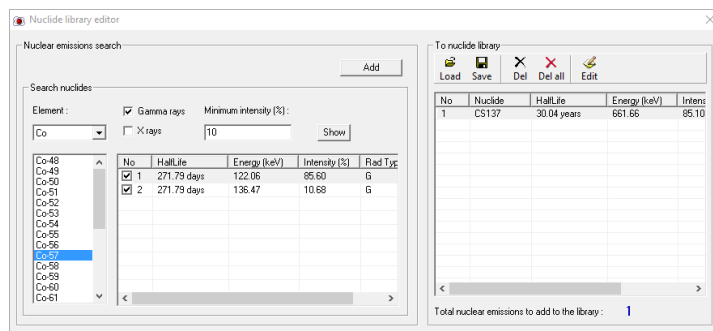 Nuclide library editor
Nuclear emissions search
Add
Search nuclides
Element :
Gamma rays
Minimum intensity (%) :
Co
X rays
10
Show
Co-48
Co-49
Co-50
Co-51
Co-52
Co-53
Co-54
Co-55
Co-56
Co-57
Co-58
Co-59
Co-60
Co-61
No HalfLife Energy (keV) Intensity (%) Rad Typ
1 271.79 days 122.06 85.60 G
2 271.79 days 136.47 10.68 G
To nuclide library
Load Save Del Del all Edit
No Nuclide HalfLife Energy (keV) Intens
1 CS137 30.04 years 661.66 85.10
Total nuclear emissions to add to the library : 1